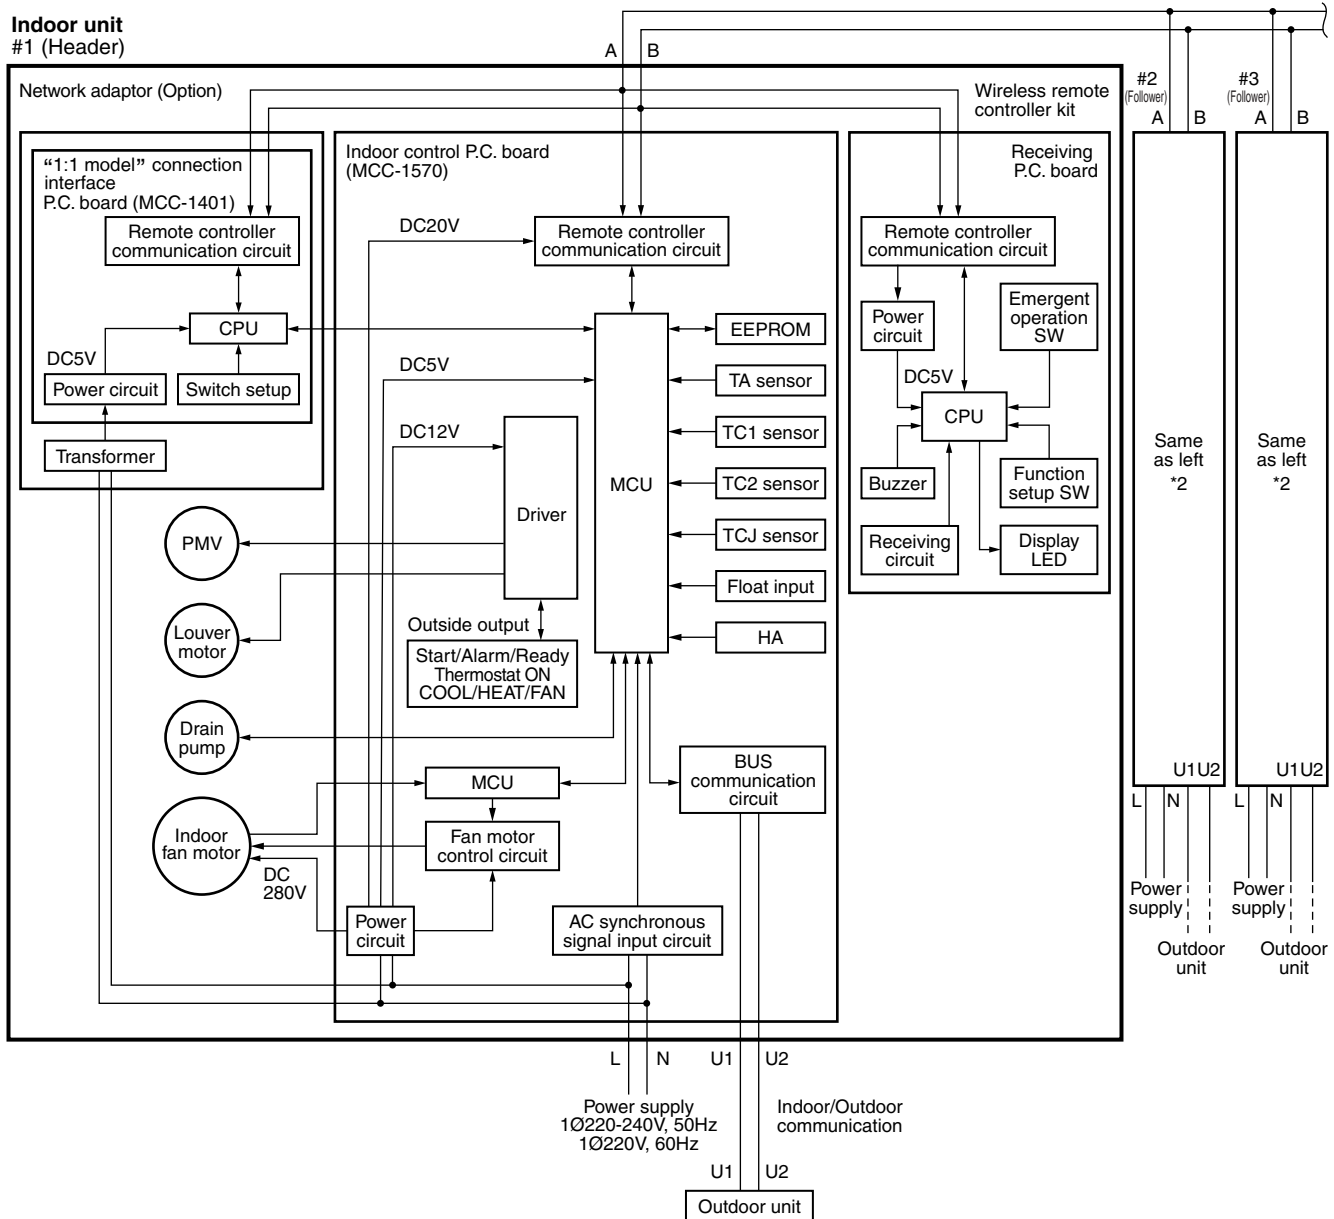 Indoor unit
#1 (Header)
A
B
Network adaptor (Option)
Wireless remote
controller kit
#2
(Follower)
A
B
#3
(Follower)
A
B
“1:1 model” connection
interface
P.C. board (MCC-1401)
Remote controller
communication circuit
CPU
DC5V
Power circuit
Switch setup
Transformer
Indoor control P.C. board
(MCC-1570)
DC20V
Remote controller
communication circuit
DC5V
DC12V
Driver
MCU
EEPROM
TA sensor
TC1 sensor
TC2 sensor
TCJ sensor
Float input
HA
Outside output
Start/Alarm/Ready
Thermostat ON
COOL/HEAT/FAN
Receiving
P.C. board
Remote controller
communication circuit
Power
circuit
Emergent
operation
SW
DC5V
CPU
Buzzer
Function
setup SW
Receiving
circuit
Display
LED
Same
as left
*2
Same
as left
*2
PMV
Louver
motor
Drain
pump
Indoor
fan motor
DC
280V
MCU
Fan motor
control circuit
BUS
communication
circuit
Power
circuit
AC synchronous
signal input circuit
U1U2
L
N
Power
supply
Outdoor
unit
U1U2
L
N
Power
supply
Outdoor
unit
L
N
U1
U2
Power supply
1Ø220-240V, 50Hz
1Ø220V, 60Hz
Indoor/Outdoor
communication
U1
U2
Outdoor unit